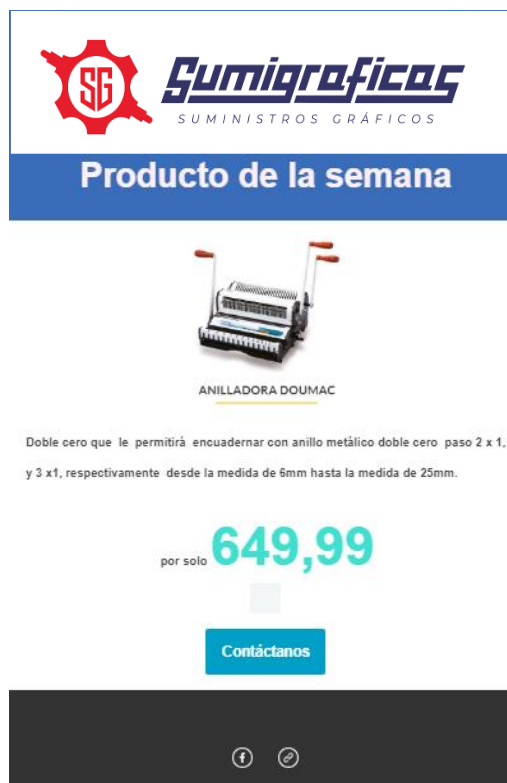 SG
Sumigraficas
SUMINISTROS GRÁFICOS
Producto de la semana
ANILLADORA DOUMAC
Doble cero que le permitirá encuadernar con anillo metálico doble cero paso 2 x 1,
y 3 x1, respectivamente desde la medida de 6mm hasta la medida de 25mm.
por solo 649,99
Contáctanos